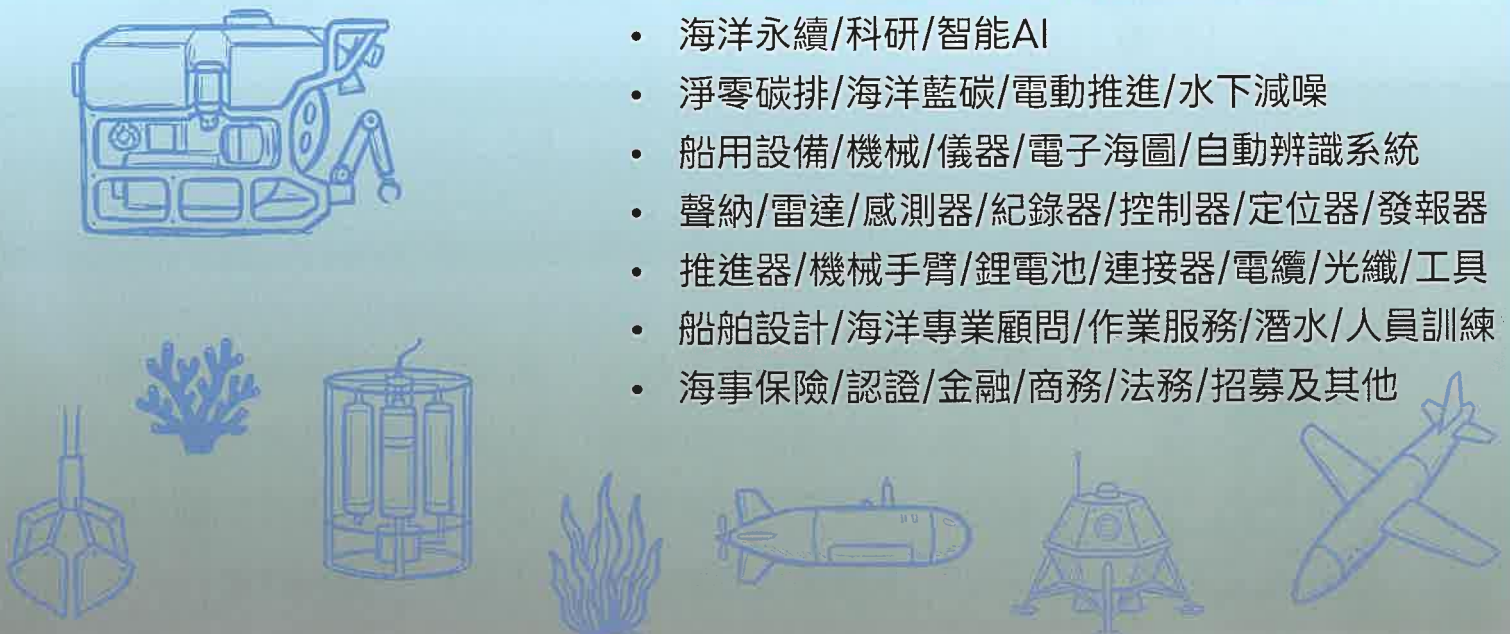 • 海洋永續/科研/智能AI
• 淨零碳排/海洋藍碳/電動推進/水下減噪
• 船用設備/機械/儀器/電子海圖/自動辨識系統
• 聲納/雷達/感測器/紀錄器/控制器/定位器/發報器
• 推進器/機械手臂/鋰電池/連接器/電纜/光纖/工具
• 船舶設計/海洋專業顧問/作業服務/潛水/人員訓練
• 海事保險/認證/金融/商務/法務/招募及其他